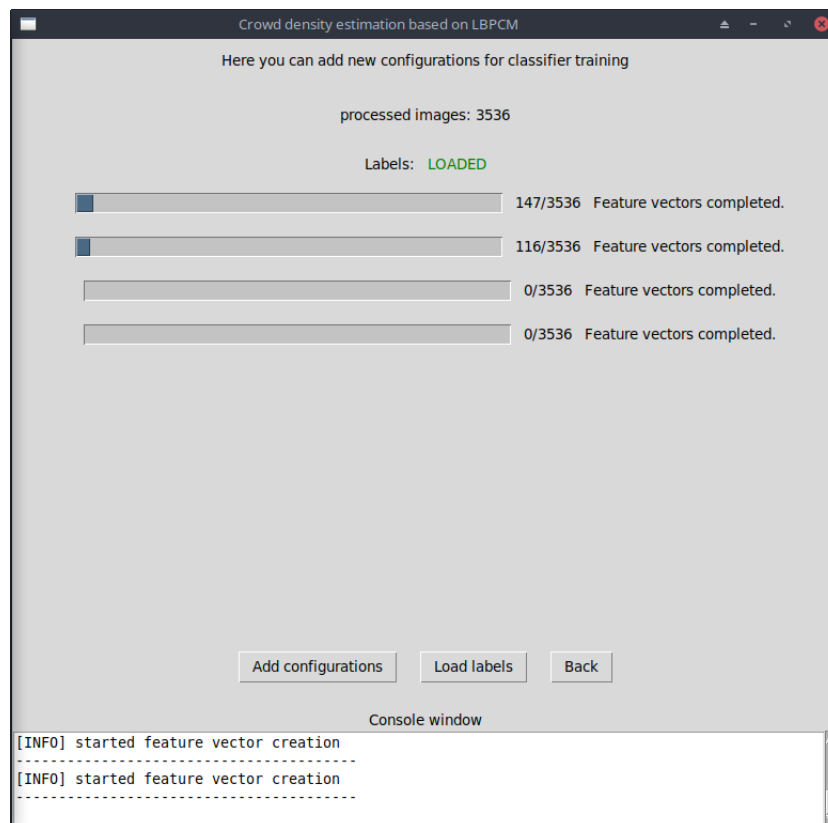 Crowd density estimation based on LBPCM
Here you can add new configurations for classifier training
processed images: 3536
Labels: LOADED
147/3536 Feature vectors completed.
116/3536 Feature vectors completed.
0/3536 Feature vectors completed.
0/3536 Feature vectors completed.
Add configurations Load labels Back
Console window
[INFO] started feature vector creation
----------------------------------------
[INFO] started feature vector creation
----------------------------------------